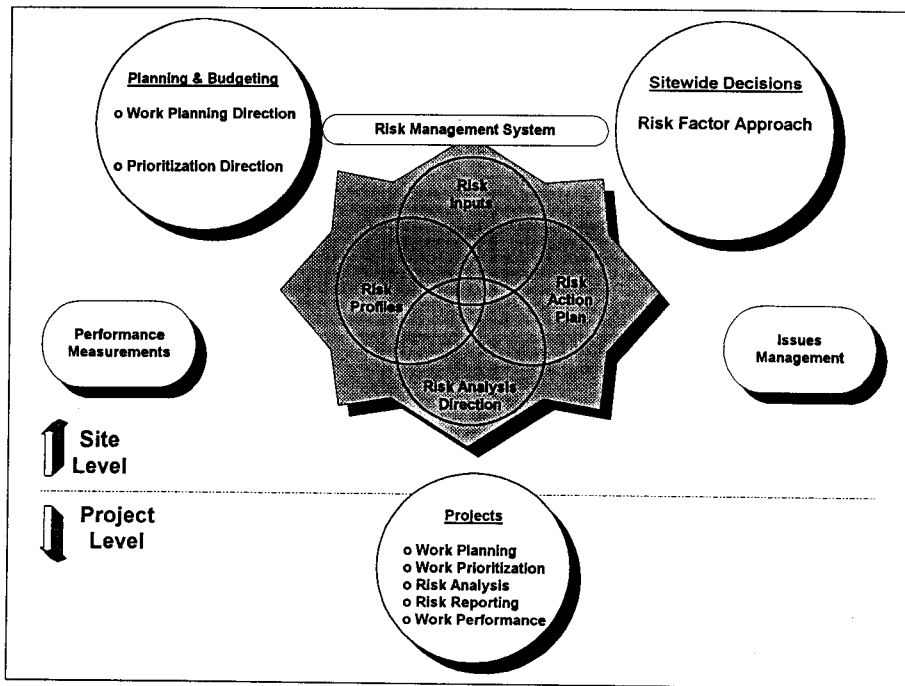 Planning & Budgeting
o Work Planning Direction
o Prioritization Direction
Sitewide Decisions
Risk Factor Approach
Risk Management System
Risk
Inputs
Risk
Profiles
Risk
Action
Plan
Risk Analysis
Direction
Performance
Measurements
Issues
Management
Site
Level
Project
Level
Projects
o Work Planning
o Work Prioritization
o Risk Analysis
o Risk Reporting
o Work Performance